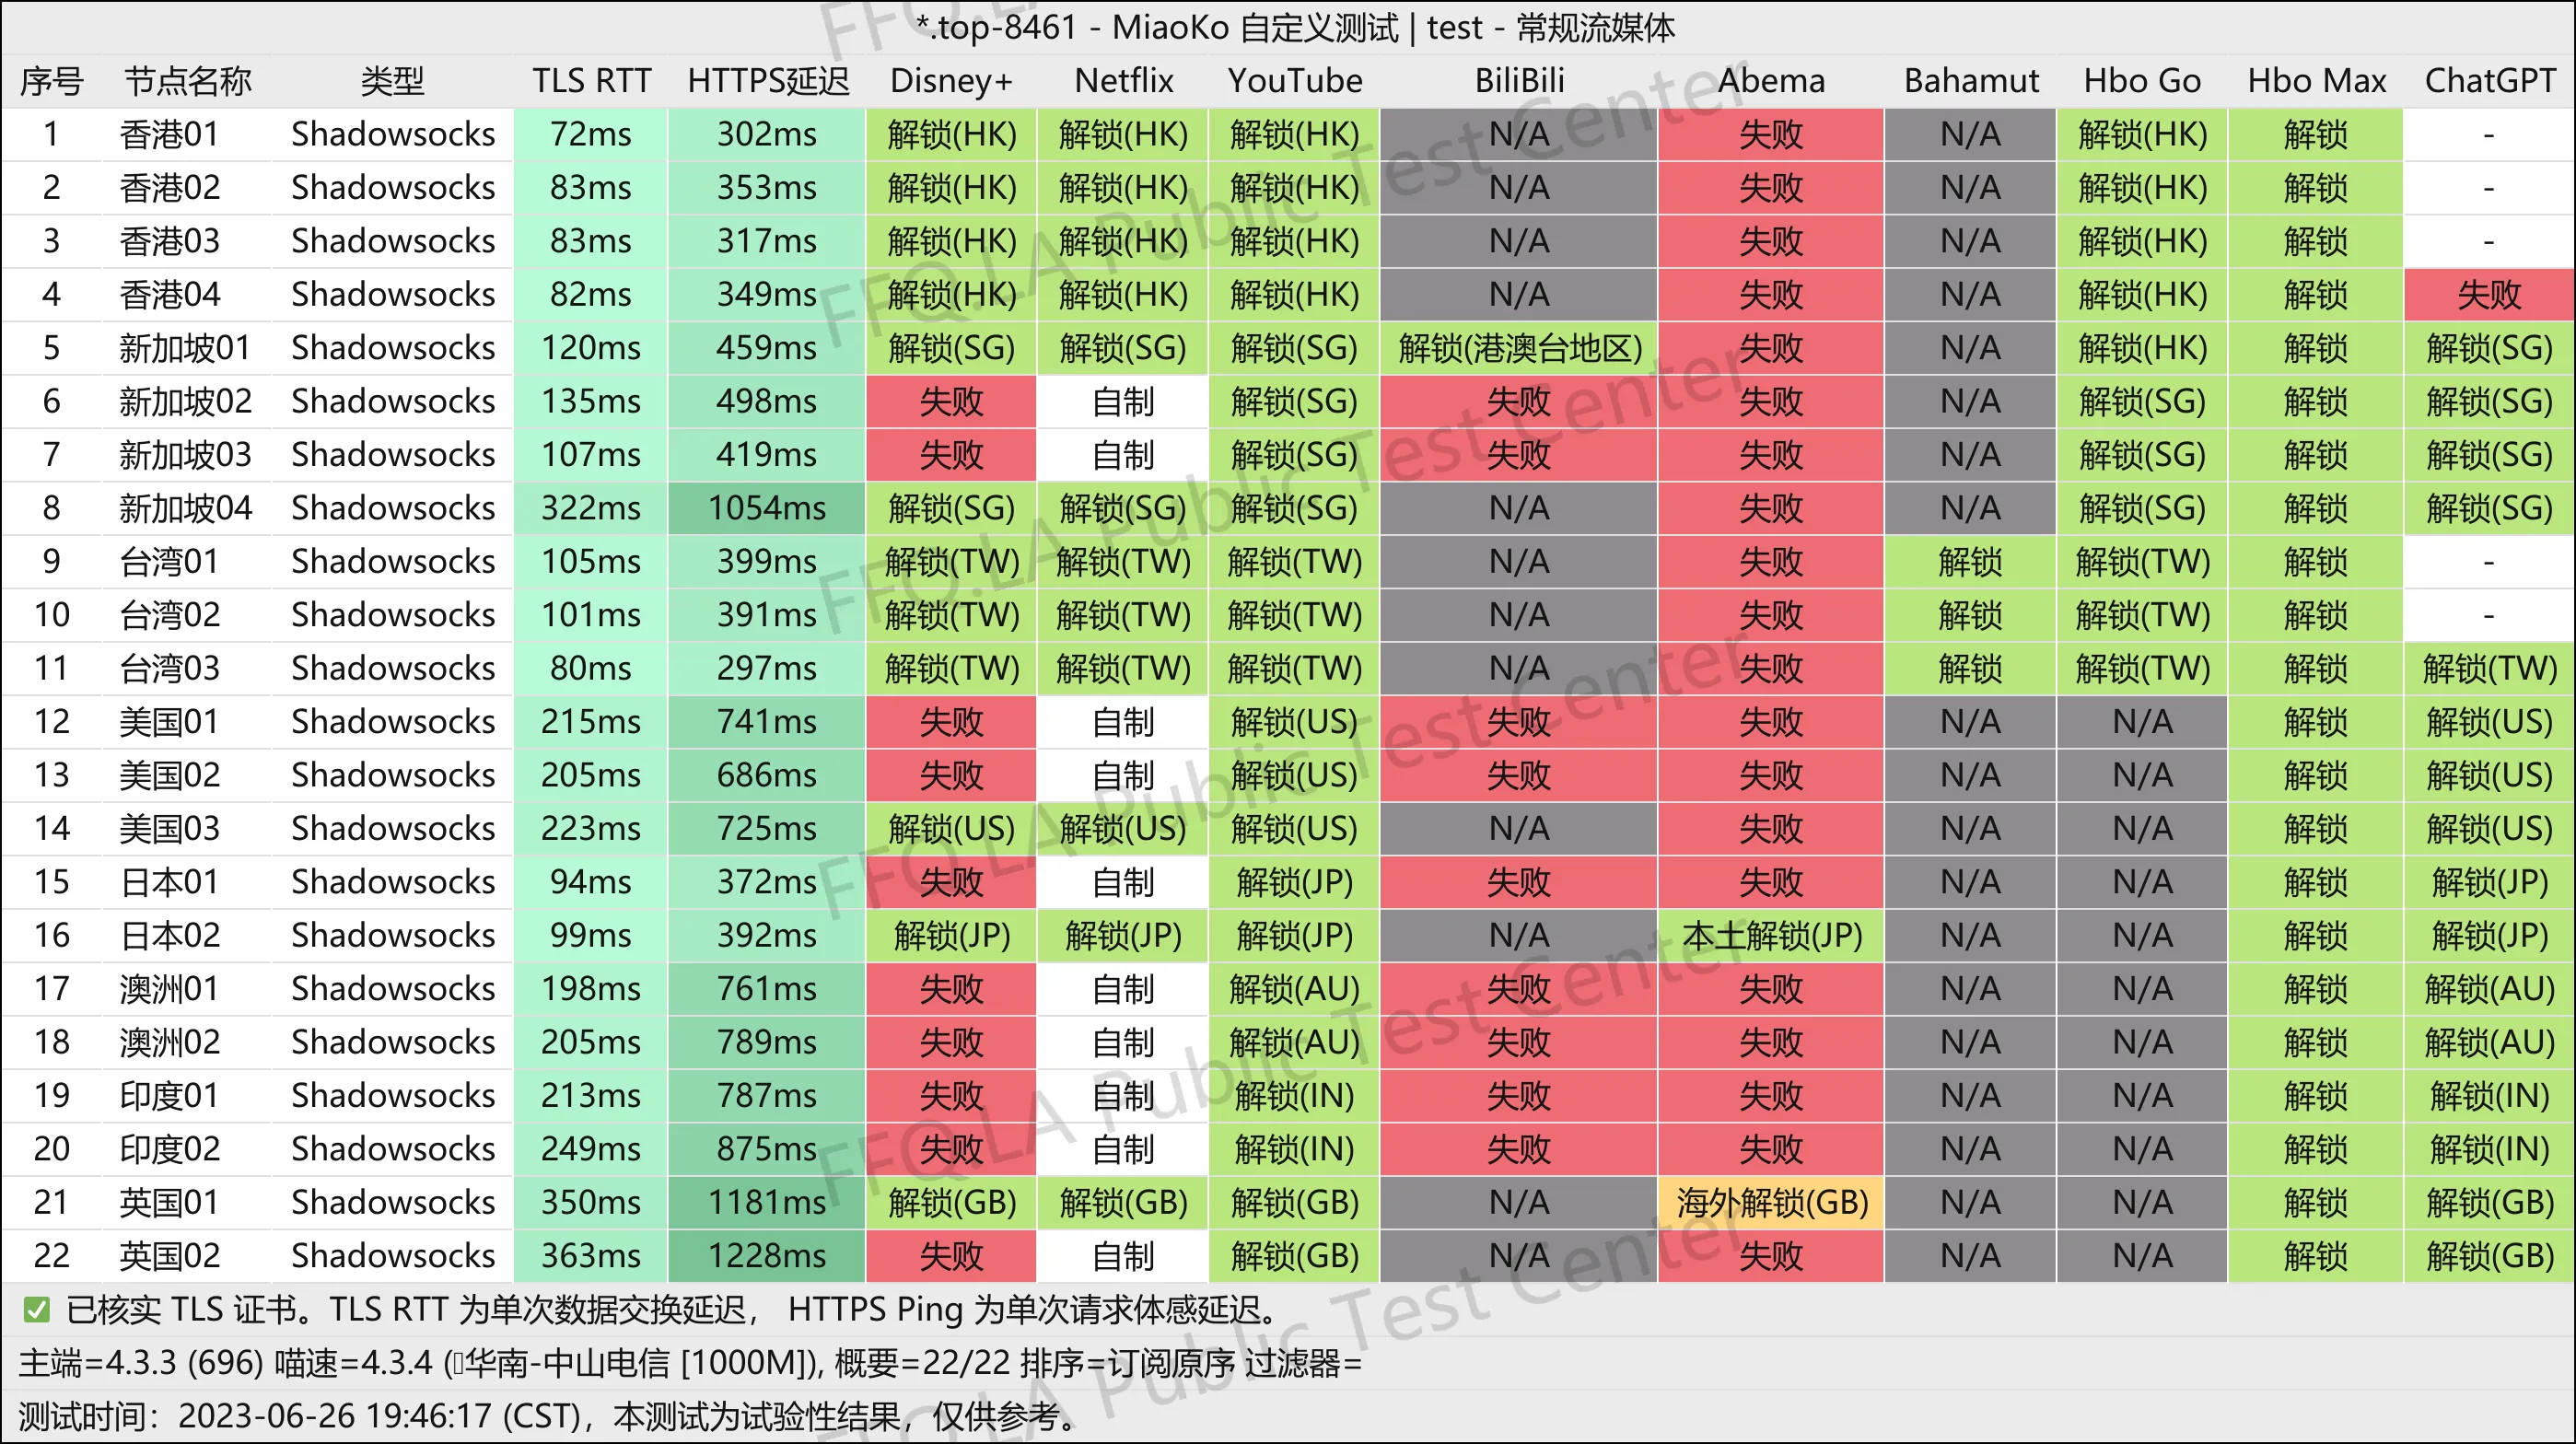 *.top-8461 - MiaoKo 自定义测试 | test - 常规流媒体
序号 节点名称 类型 TLS RTT HTTPS延迟 Disney+ Netflix YouTube BiliBili Abema Bahamut Hbo Go Hbo Max ChatGPT
1 香港01 Shadowsocks 72ms 302ms 解锁(HK) 解锁(HK) 解锁(HK) N/A 失败 N/A 解锁(HK) 解锁 -
2 香港02 Shadowsocks 83ms 353ms 解锁(HK) 解锁(HK) 解锁(HK) N/A 失败 N/A 解锁(HK) 解锁 -
3 香港03 Shadowsocks 83ms 317ms 解锁(HK) 解锁(HK) 解锁(HK) N/A 失败 N/A 解锁(HK) 解锁 -
4 香港04 Shadowsocks 82ms 349ms 解锁(HK) 解锁(HK) 解锁(HK) N/A 失败 N/A 解锁(HK) 解锁 失败
5 新加坡01 Shadowsocks 120ms 459ms 解锁(SG) 解锁(SG) 解锁(SG) 解锁(港澳台地区) 失败 N/A 解锁(HK) 解锁 解锁(SG)
6 新加坡02 Shadowsocks 135ms 498ms 失败 自制 解锁(SG) 失败 失败 N/A 解锁(SG) 解锁 解锁(SG)
7 新加坡03 Shadowsocks 107ms 419ms 失败 自制 解锁(SG) 失败 失败 N/A 解锁(SG) 解锁 解锁(SG)
8 新加坡04 Shadowsocks 322ms 1054ms 解锁(SG) 解锁(SG) 解锁(SG) N/A 失败 N/A 解锁(SG) 解锁 解锁(SG)
9 台湾01 Shadowsocks 105ms 399ms 解锁(TW) 解锁(TW) 解锁(TW) N/A 失败 解锁 解锁(TW) 解锁 -
10 台湾02 Shadowsocks 101ms 391ms 解锁(TW) 解锁(TW) 解锁(TW) N/A 失败 解锁 解锁(TW) 解锁 -
11 台湾03 Shadowsocks 80ms 297ms 解锁(TW) 解锁(TW) 解锁(TW) N/A 失败 解锁 解锁(TW) 解锁 解锁(TW)
12 美国01 Shadowsocks 215ms 741ms 失败 自制 解锁(US) 失败 失败 N/A N/A 解锁 解锁(US)
13 美国02 Shadowsocks 205ms 686ms 失败 自制 解锁(US) 失败 失败 N/A N/A 解锁 解锁(US)
14 美国03 Shadowsocks 223ms 725ms 解锁(US) 解锁(US) 解锁(US) N/A 失败 N/A N/A 解锁 解锁(US)
15 日本01 Shadowsocks 94ms 372ms 失败 自制 解锁(JP) 失败 失败 N/A N/A 解锁 解锁(JP)
16 日本02 Shadowsocks 99ms 392ms 解锁(JP) 解锁(JP) 解锁(JP) N/A 本土解锁(JP) N/A N/A 解锁 解锁(JP)
17 澳洲01 Shadowsocks 198ms 761ms 失败 自制 解锁(AU) 失败 失败 N/A N/A 解锁 解锁(AU)
18 澳洲02 Shadowsocks 205ms 789ms 失败 自制 解锁(AU) 失败 失败 N/A N/A 解锁 解锁(AU)
19 印度01 Shadowsocks 213ms 787ms 失败 自制 解锁(IN) 失败 失败 N/A N/A 解锁 解锁(IN)
20 印度02 Shadowsocks 249ms 875ms 失败 自制 解锁(IN) 失败 失败 N/A N/A 解锁 解锁(IN)
21 英国01 Shadowsocks 350ms 1181ms 解锁(GB) 解锁(GB) 解锁(GB) N/A 海外解锁(GB) N/A N/A 解锁 解锁(GB)
22 英国02 Shadowsocks 363ms 1228ms 失败 自制 解锁(GB) N/A 失败 N/A N/A 解锁 解锁(GB)
✅ 已核实 TLS 证书。TLS RTT 为单次数据交换延迟， HTTPS Ping 为单次请求体感延迟。
主端=4.3.3 (696) 喵速=4.3.4 (华南-中山电信 [1000M]), 概要=22/22 排序=订阅原序 过滤器=
测试时间：2023-06-26 19:46:17 (CST)，本测试为试验性结果，仅供参考。
FFQ.LA Public Test Center
FFQ.LA Public Test Center
FFQ.LA Public Test Center
FFQ.LA Public Test Center
FFQ.LA Public Test Center